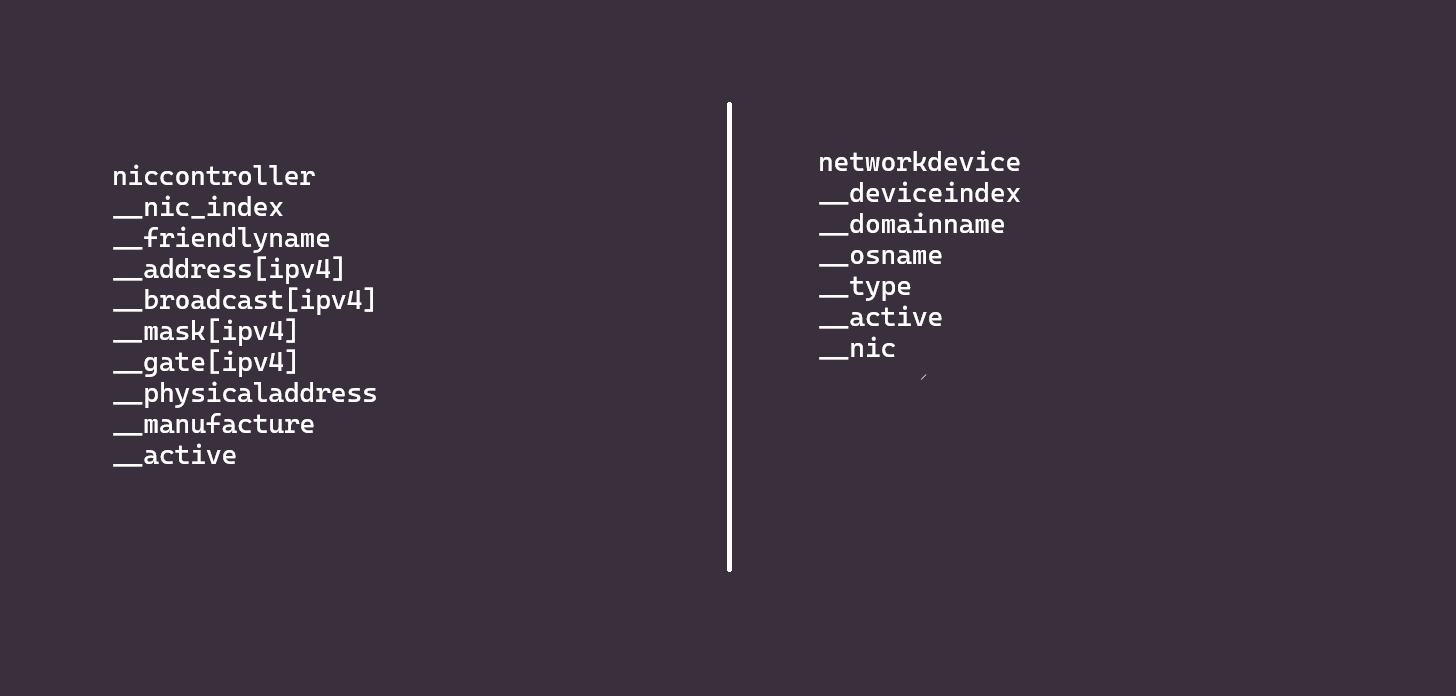 niccontroller
__nic_index
__friendlyname
__address[ipv4]
__broadcast[ipv4]
__mask[ipv4]
__gate[ipv4]
__physicaladdress
__manufacture
__active
networkdevice
__deviceindex
__domainname
__osname
__type
__active
__nic